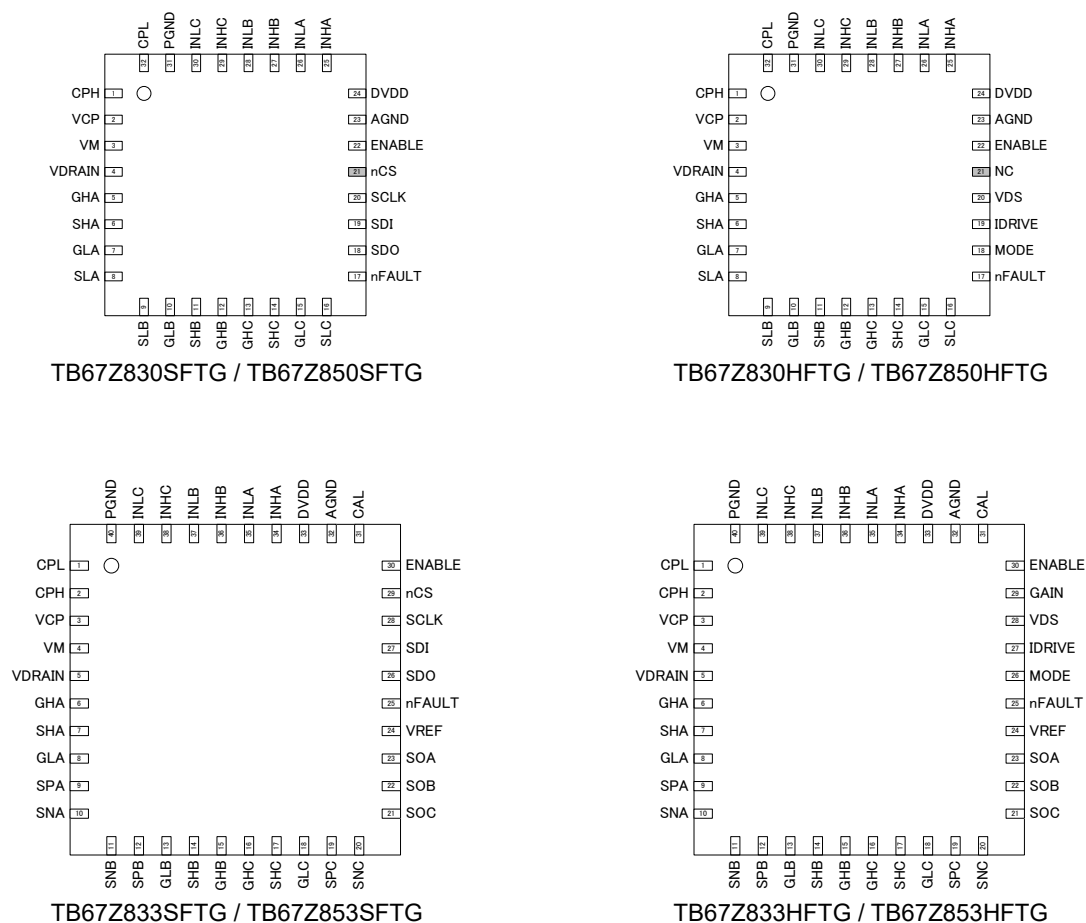 CPL PGND INLC INHC INLB INHB INLA INHA
32 31 30 29 28 27 26 25
CPH 1 24 DVDD
VCP 2 23 AGND
VM 3 22 ENABLE
VDRAIN 4 21 nCS
GHA 5 20 SCLK
SHA 6 19 SDI
GLA 7 18 SDO
SLA 8 17 nFAULT
9 10 11 12 13 14 15 16
SLB GLB SHB GHB GHC SHC GLC SLC
TB67Z830SFTG / TB67Z850SFTG
CPL PGND INLC INHC INLB INHB INLA INHA
32 31 30 29 28 27 26 25
CPH 1 24 DVDD
VCP 2 23 AGND
VM 3 22 ENABLE
VDRAIN 4 21 NC
GHA 5 20 VDS
SHA 6 19 IDRIVE
GLA 7 18 MODE
SLA 8 17 nFAULT
9 10 11 12 13 14 15 16
SLB GLB SHB GHB GHC SHC GLC SLC
TB67Z830HFTG / TB67Z850HFTG
PGND INLC INHC INLB INHB INLA INHA DVDD AGND CAL
40 39 38 37 36 35 34 33 32 31
CPL 1 30 ENABLE
CPH 2 29 nCS
VCP 3 28 SCLK
VM 4 27 SDI
VDRAIN 5 26 SDO
GHA 6 25 nFAULT
SHA 7 24 VREF
GLA 8 23 SOA
SPA 9 22 SOB
SNA 10 21 SOC
11 12 13 14 15 16 17 18 19 20
SNB SPB GLB SHB GHB GHC SHC GLC SPC SNC
TB67Z833SFTG / TB67Z853SFTG
PGND INLC INHC INLB INHB INLA INHA DVDD AGND CAL
40 39 38 37 36 35 34 33 32 31
CPL 1 30 ENABLE
CPH 2 29 GAIN
VCP 3 28 VDS
VM 4 27 IDRIVE
VDRAIN 5 26 MODE
GHA 6 25 nFAULT
SHA 7 24 VREF
GLA 8 23 SOA
SPA 9 22 SOB
SNA 10 21 SOC
11 12 13 14 15 16 17 18 19 20
SNB SPB GLB SHB GHB GHC SHC GLC SPC SNC
TB67Z833HFTG / TB67Z853HFTG